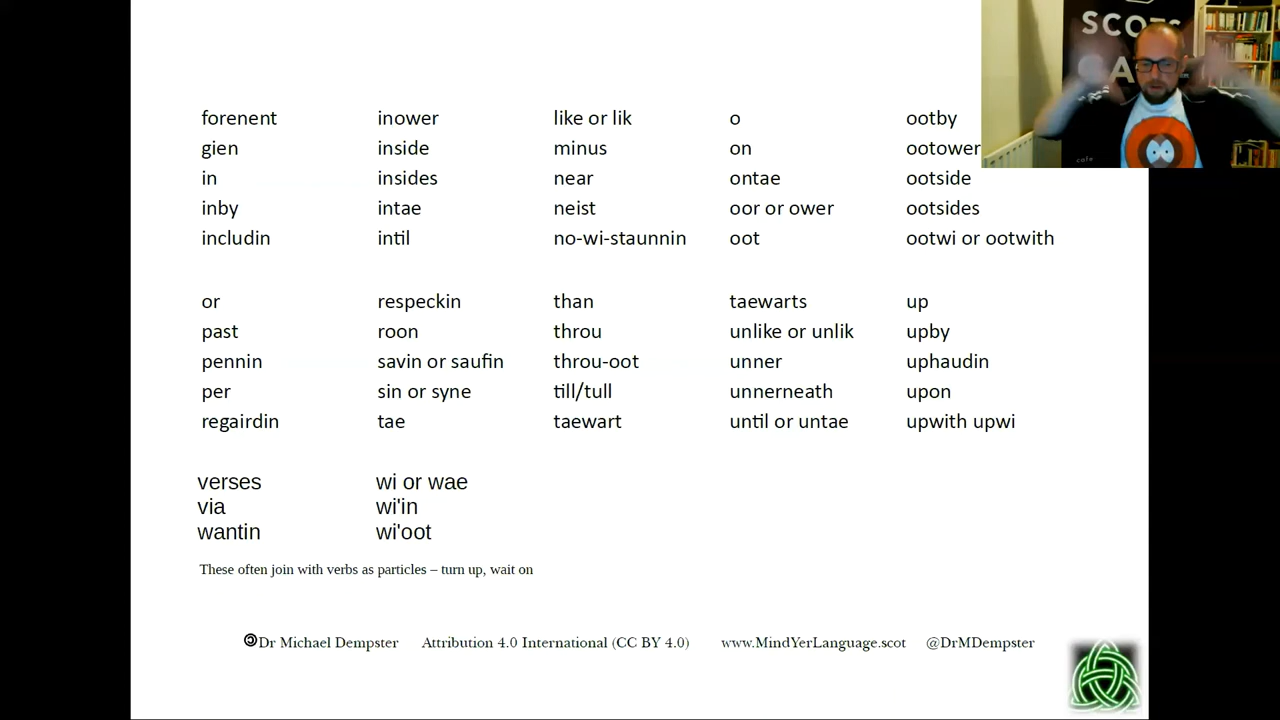 SCOTS
forenent inower like or lik o ootby
gien inside minus on ootower
in insides near ontae ootside
inby intae neist oor or ower ootsides
includin intil no-wi-staunnin oot ootwi or ootwith
or respeckin than taewarts up
past roon throu unlike or unlik upby
pennin savin or saufin throu-oot unner uphaudin
per sin or syne till/tull unnerneath upon
regairdin tae taewart until or untae upwith upwi
verses wi or wae
via wi'in
wantin wi'oot
These often join with verbs as particles – turn up, wait on
Dr Michael Dempster Attribution 4.0 International (CC BY 4.0) www.MindYerLanguage.scot @DrMDempster